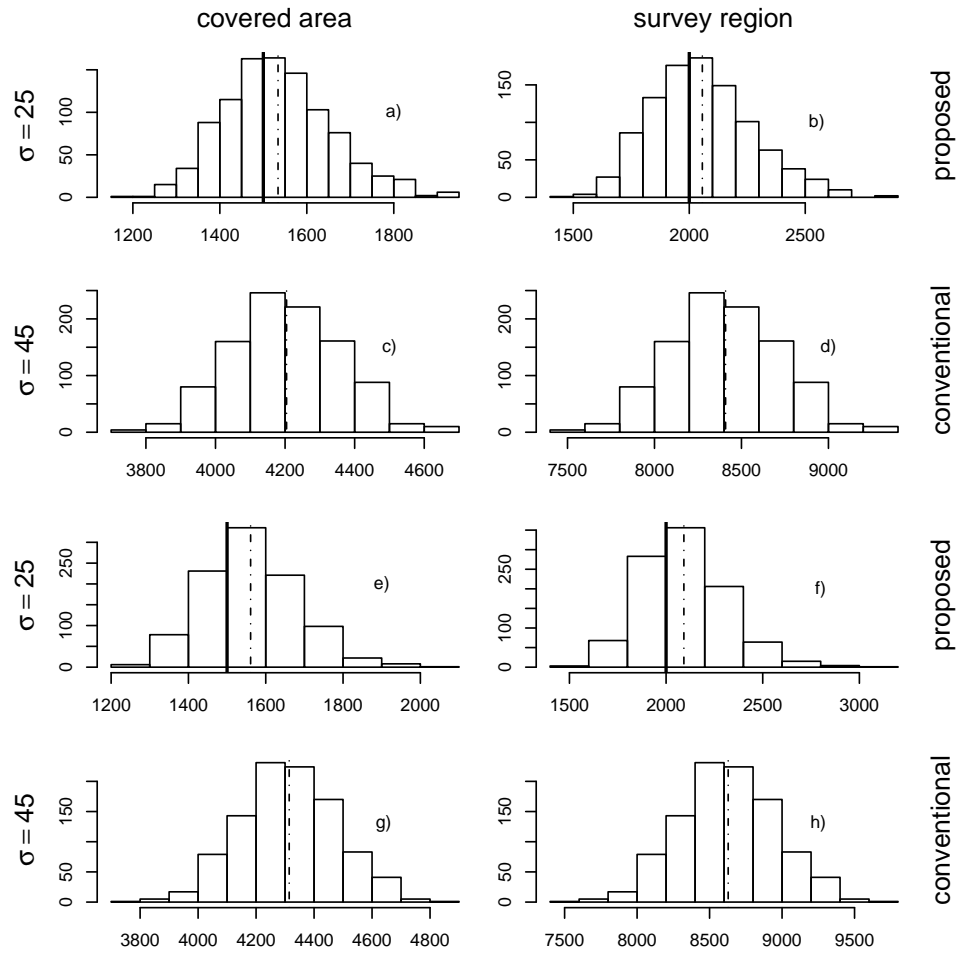 covered area survey region
σ = 25
0 50 100
1200 1400 1600 1800
a)
0 50 150
1500 2000 2500
b)
proposed
σ = 45
0 100 200
3800 4000 4200 4400 4600
c)
0 100 200
7500 8000 8500 9000
d)
conventional
σ = 25
0 100 250
1200 1400 1600 1800 2000
e)
0 100 250
1500 2000 2500 3000
f)
proposed
σ = 45
0 50 150
3800 4000 4200 4400 4600 4800
g)
0 50 150
7500 8000 8500 9000 9500
h)
conventional